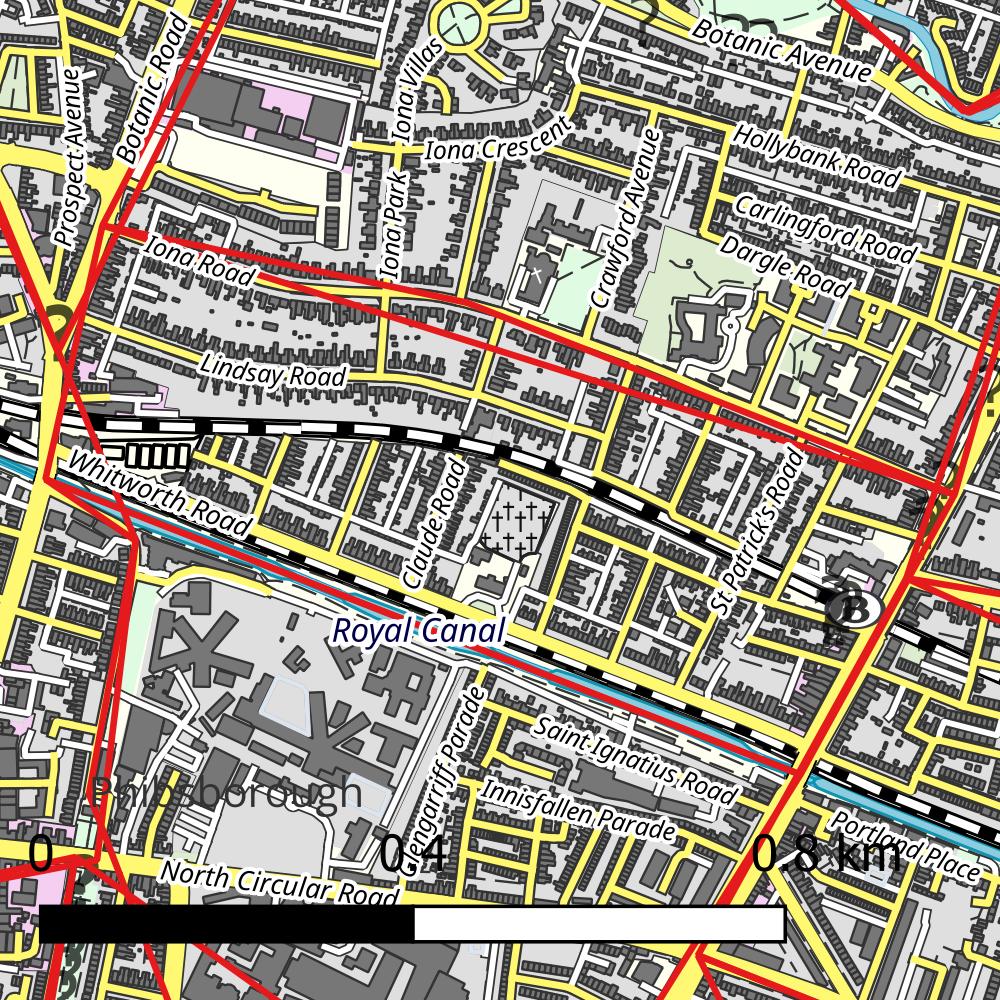 Botanic Avenue
Botanic Road
Prospect Avenue
Iona Villas
Iona Crescent
Hollybank Road
Crawford Avenue
Iona Park
Carlingford Road
Dargle Road
Iona Road
Lindsay Road
Whitworth Road
Claude Road
St. Patrick's Road
Royal Canal
Glengarriff Parade
Saint Ignatius Road
Innisfallen Parade
Phibsborough
Portland Place
North Circular Road
0 0.4 0.8 km